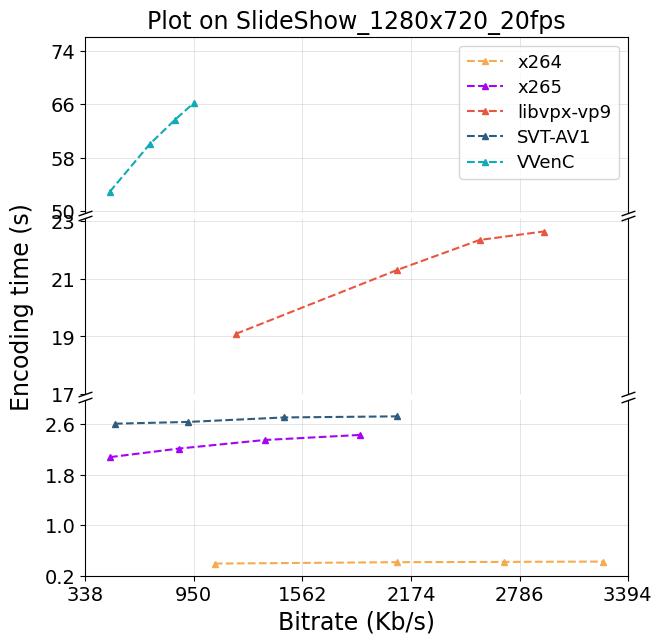 Plot on SlideShow_1280x720_20fps
74
66
58
50
23
21
19
17
2.6
1.8
1.0
0.2
Encoding time (s)
x264
x265
libvpx-vp9
SVT-AV1
VVenC
338 950 1562 2174 2786 3394
Bitrate (Kb/s)